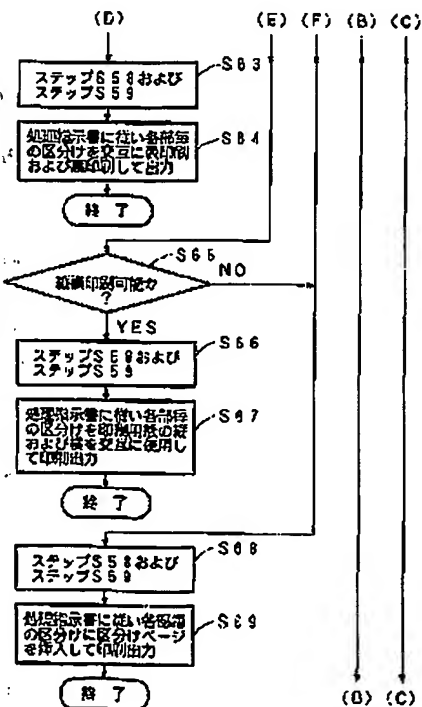 (D) (E) (F) (B) (C)
S63
ステップS58および
ステップS59
S64
処理指示書に従い各部毎
の区分けを交互に表印刷
および裏印刷して出力
終了
S65
縦横印刷可能か
?
NO
YES
S66
ステップS58および
ステップS59
S67
処理指示書に従い各部毎
の区分けを印刷用紙の縦
および横を交互に使用し
て印刷出力
終了
S68
ステップS58および
ステップS59
S69
処理指示書に従い各部毎
の区分けに区分けページ
を挿入して印刷出力
終了
(B) (C)